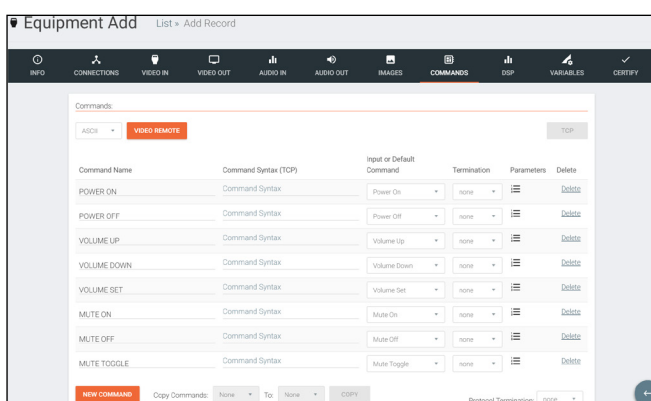 Equipment Add List » Add Record
INFO CONNECTIONS VIDEO IN VIDEO OUT AUDIO IN AUDIO OUT IMAGES COMMANDS DSP VARIABLES CERTIFY
Commands:
ASCII VIDEO REMOTE TCP
Input or Default
Command Name Command Syntax (TCP) Command Termination Parameters Delete
POWER ON Command Syntax Power On none Delete
POWER OFF Command Syntax Power Off none Delete
VOLUME UP Command Syntax Volume Up none Delete
VOLUME DOWN Command Syntax Volume Down none Delete
VOLUME SET Command Syntax Volume Set none Delete
MUTE ON Command Syntax Mute On none Delete
MUTE OFF Command Syntax Mute Off none Delete
MUTE TOGGLE Command Syntax Mute Toggle none Delete
NEW COMMAND Copy Commands: None To: None COPY Protocol Termination: none